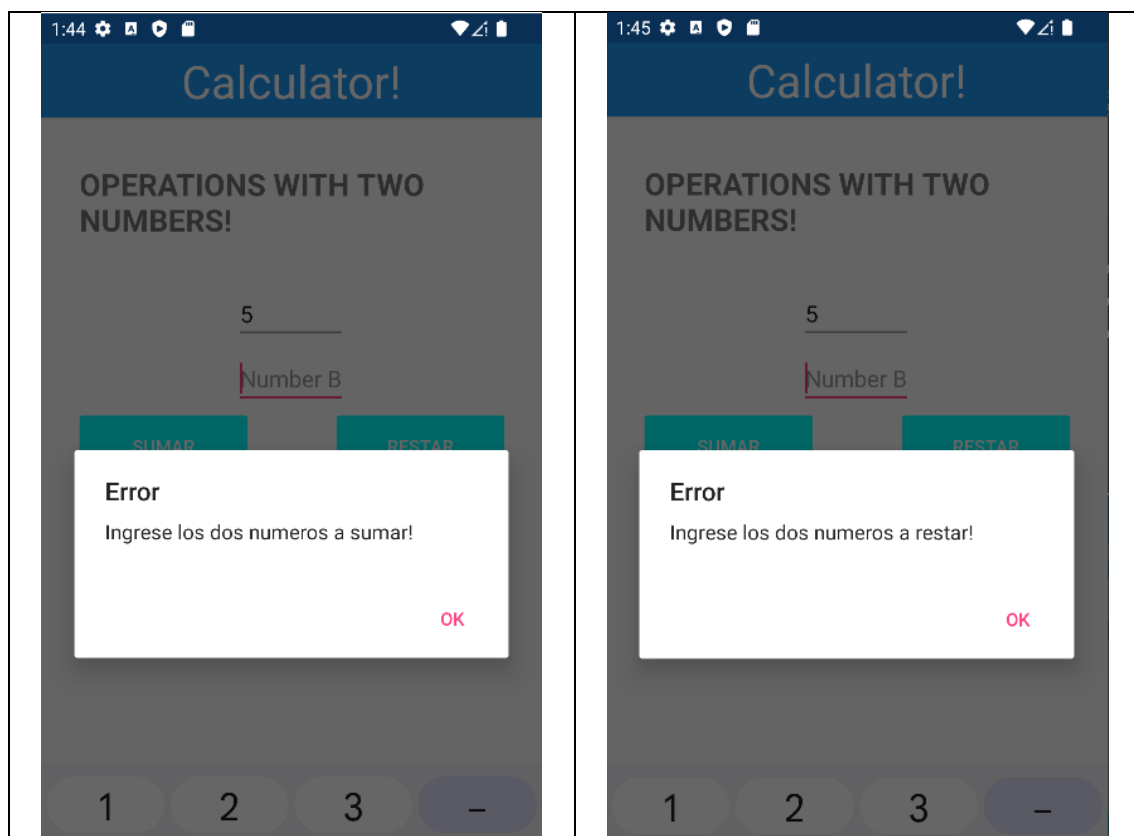 1:44
Calculator!
OPERATIONS WITH TWO
NUMBERS!
5
Number B
SUMAR RESTAR
Error
Ingrese los dos numeros a sumar!
OK
1 2 3 –
1:45
Calculator!
OPERATIONS WITH TWO
NUMBERS!
5
Number B
SUMAR RESTAR
Error
Ingrese los dos numeros a restar!
OK
1 2 3 –